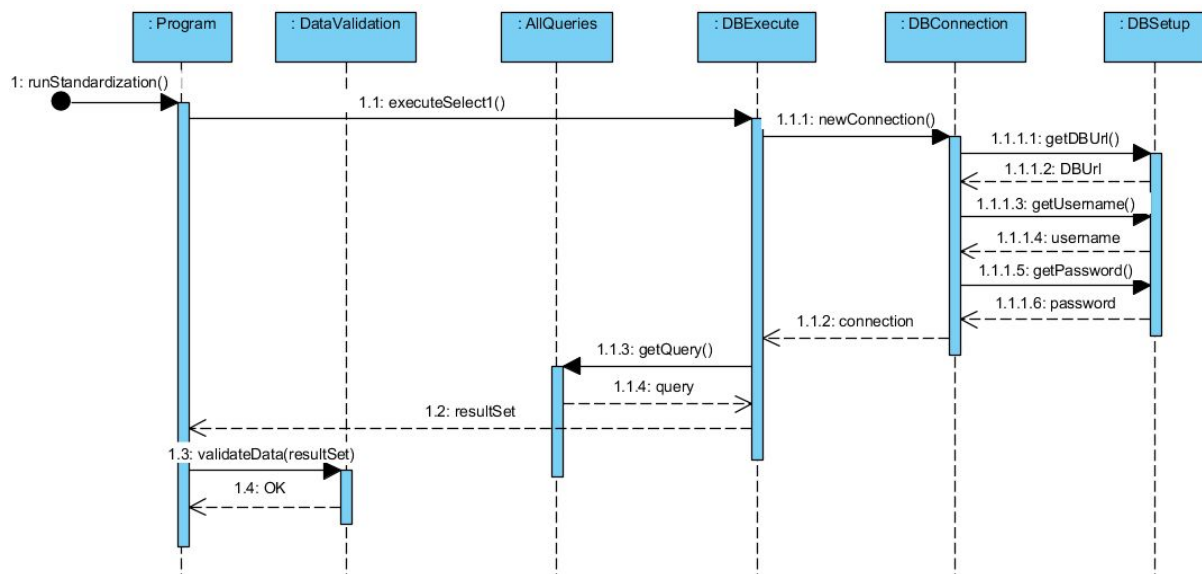 : Program
: DataValidation
: AllQueries
: DBExecute
: DBConnection
: DBSetup
1: runStandardization()
1.1: executeSelect1()
1.1.1: newConnection()
1.1.1.1: getDBUrl()
1.1.1.2: DBUrl
1.1.1.3: getUsername()
1.1.1.4: username
1.1.1.5: getPassword()
1.1.1.6: password
1.1.2: connection
1.1.3: getQuery()
1.1.4: query
1.2: resultSet
1.3: validateData(resultSet)
1.4: OK